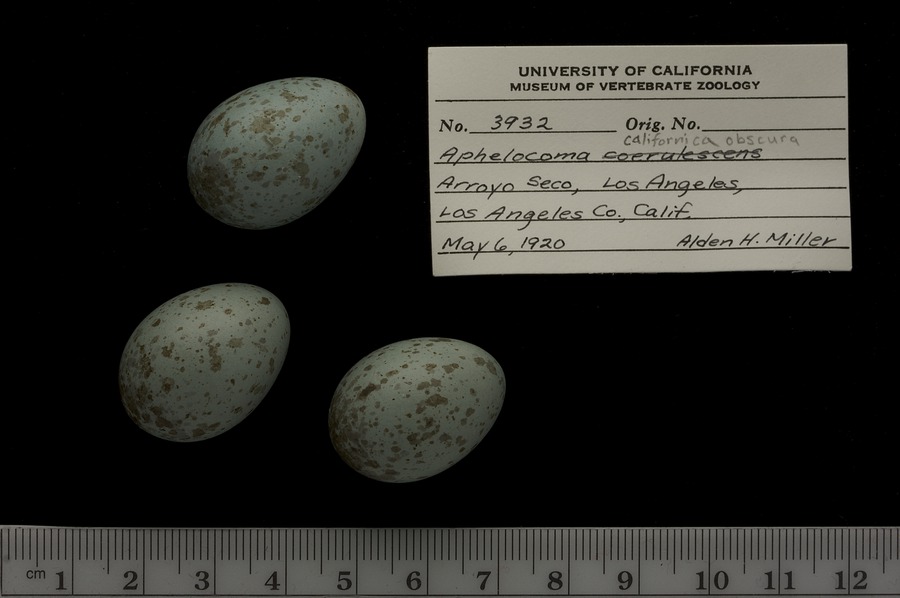 UNIVERSITY OF CALIFORNIA
MUSEUM OF VERTEBRATE ZOOLOGY
No. 3932 Orig. No.
californica obscura
Aphelocoma coerulescens
Arroyo Seco, Los Angeles,
Los Angeles Co., Calif.
May 6, 1920 Alden H. Miller
cm 1 2 3 4 5 6 7 8 9 10 11 12